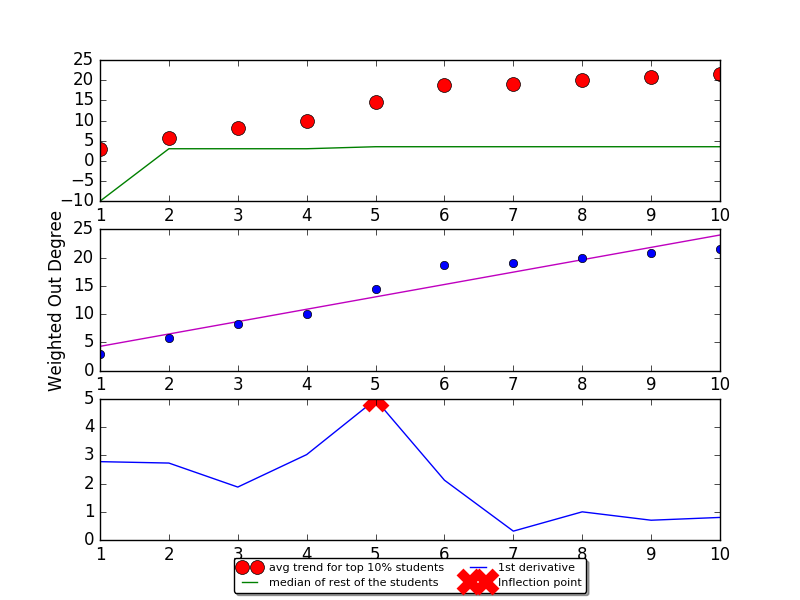 25
20
15
10
5
0
−5
−10
1 2 3 4 5 6 7 8 9 10
Weighted Out Degree
25
20
15
10
5
0
1 2 3 4 5 6 7 8 9 10
5
4
3
2
1
0
1 2 3 4 5 6 7 8 9 10
avg trend for top 10% students
median of rest of the students
1st derivative
Inflection point